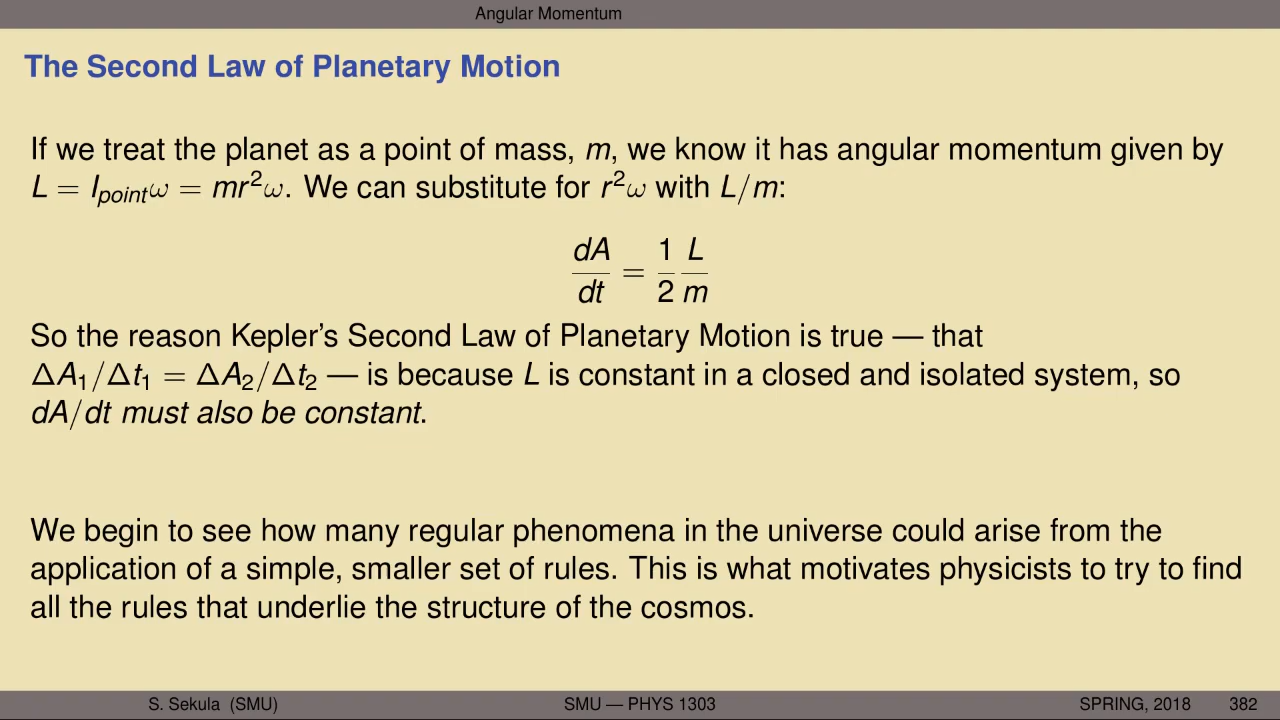 Angular Momentum
The Second Law of Planetary Motion
If we treat the planet as a point of mass, m, we know it has angular momentum given by
L = I_point ω = mr²ω. We can substitute for r²ω with L/m:
dA/dt = 1/2 L/m
So the reason Kepler's Second Law of Planetary Motion is true — that
ΔA₁/Δt₁ = ΔA₂/Δt₂ — is because L is constant in a closed and isolated system, so
dA/dt must also be constant.
We begin to see how many regular phenomena in the universe could arise from the
application of a simple, smaller set of rules. This is what motivates physicists to try to find
all the rules that underlie the structure of the cosmos.
S. Sekula (SMU) SMU — PHYS 1303 SPRING, 2018 382